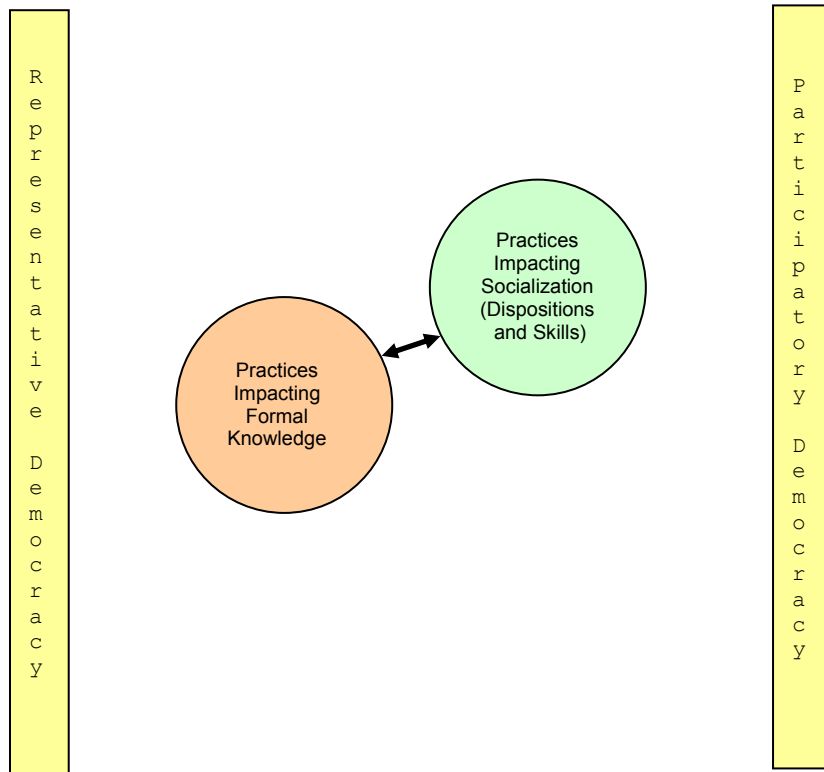 Representative Democracy
Practices
Impacting
Socialization
(Dispositions
and Skills)
Practices
Impacting
Formal
Knowledge
Participatory Democracy